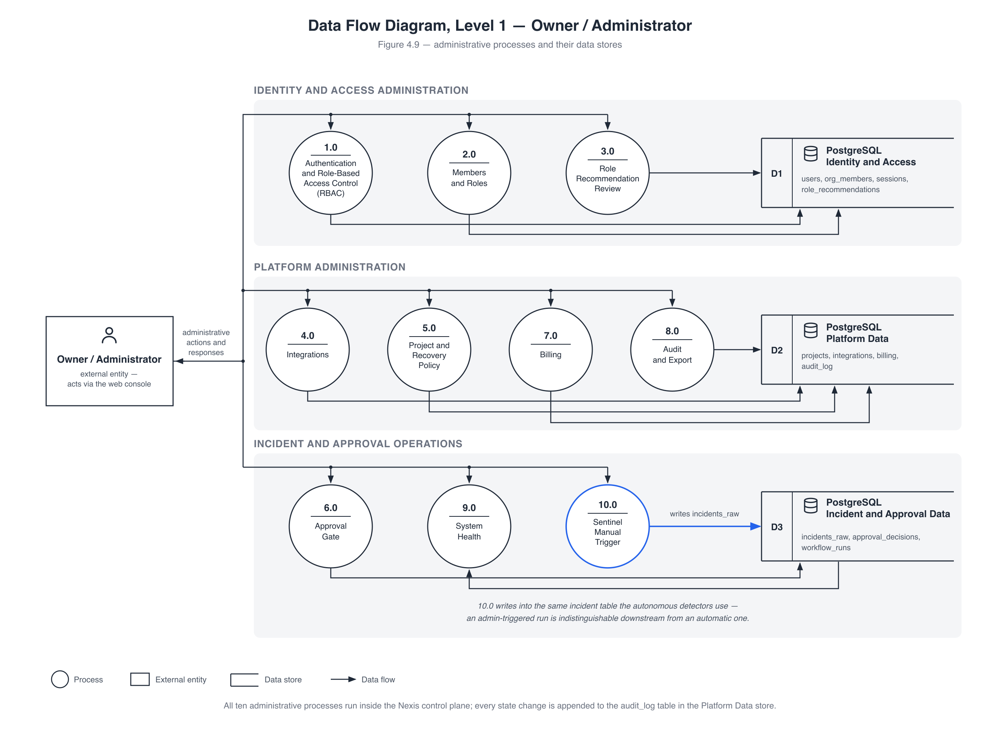 Data Flow Diagram, Level 1 — Owner / Administrator
Figure 4.9 — administrative processes and their data stores
IDENTITY AND ACCESS ADMINISTRATION
1.0
Authentication
and Role-Based
Access Control
(RBAC)
2.0
Members
and Roles
3.0
Role
Recommendation
Review
D1
PostgreSQL
Identity and Access
users, org_members, sessions,
role_recommendations
PLATFORM ADMINISTRATION
Owner / Administrator
external entity —
acts via the web console
administrative
actions and
responses
4.0
Integrations
5.0
Project and
Recovery
Policy
7.0
Billing
8.0
Audit
and Export
D2
PostgreSQL
Platform Data
projects, integrations, billing,
audit_log
INCIDENT AND APPROVAL OPERATIONS
6.0
Approval
Gate
9.0
System
Health
10.0
Sentinel
Manual
Trigger
writes incidents_raw
D3
PostgreSQL
Incident and Approval Data
incidents_raw, approval_decisions,
workflow_runs
10.0 writes into the same incident table the autonomous detectors use —
an admin-triggered run is indistinguishable downstream from an automatic one.
Process
External entity
Data store
Data flow
All ten administrative processes run inside the Nexis control plane; every state change is appended to the audit_log table in the Platform Data store.